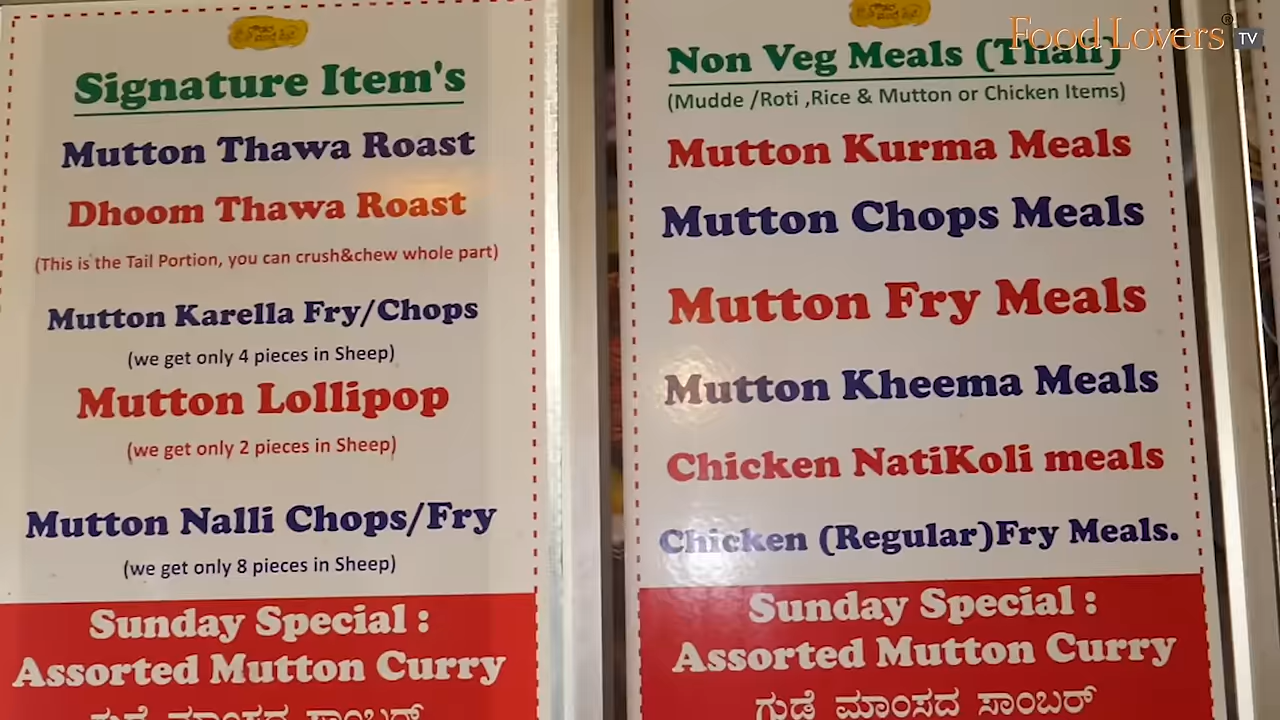 Signature Item's
Mutton Thawa Roast
Dhoom Thawa Roast
(This is the Tail Portion, you can crush&chew whole part)
Mutton Karella Fry/Chops
(we get only 4 pieces in Sheep)
Mutton Lollipop
(we get only 2 pieces in Sheep)
Mutton Nalli Chops/Fry
(we get only 8 pieces in Sheep)
Sunday Special :
Assorted Mutton Curry
ಗುಡೆ ಮಾಂಸದ ಸಾಂಬರ್
Food Lovers® TV
Non Veg Meals (Thali)
(Mudde /Roti ,Rice & Mutton or Chicken Items)
Mutton Kurma Meals
Mutton Chops Meals
Mutton Fry Meals
Mutton Kheema Meals
Chicken NatiKoli meals
Chicken (Regular)Fry Meals.
Sunday Special :
Assorted Mutton Curry
ಗುಡೆ ಮಾಂಸದ ಸಾಂಬರ್